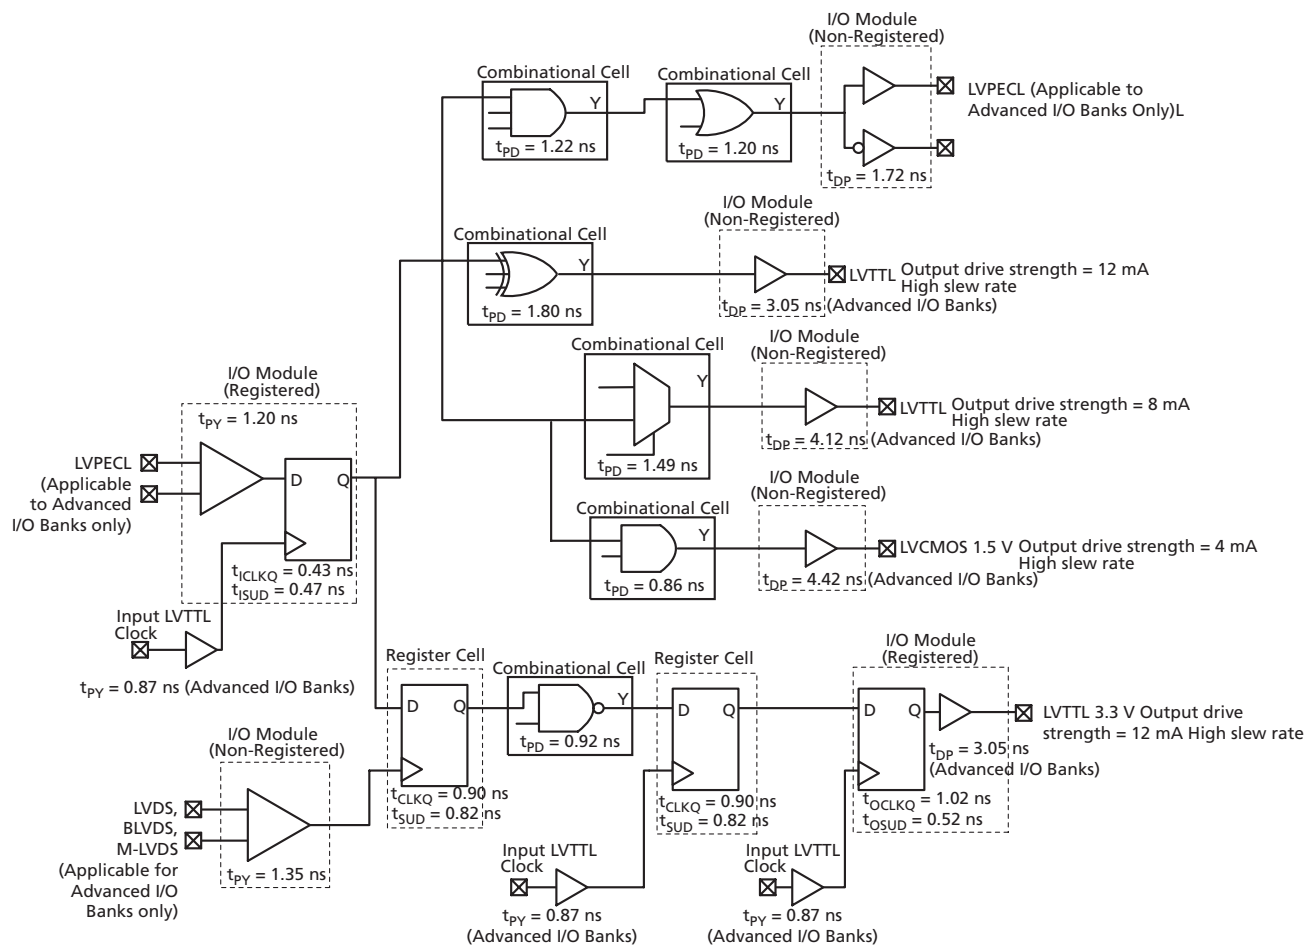 I/O Module
(Non-Registered)
Combinational Cell
Combinational Cell
Y
Y
LVPECL (Applicable to
Advanced I/O Banks Only)L
tPD = 1.22 ns
tPD = 1.20 ns
tDP = 1.72 ns
I/O Module
(Non-Registered)
Combinational Cell
Y
LVTTL
Output drive strength = 12 mA
High slew rate
tPD = 1.80 ns
tDP = 3.05 ns (Advanced I/O Banks)
I/O Module
(Non-Registered)
Combinational Cell
Y
LVTTL
Output drive strength = 8 mA
High slew rate
tDP = 4.12 ns (Advanced I/O Banks)
tPD = 1.49 ns
I/O Module
(Registered)
tPY = 1.20 ns
LVPECL
(Applicable
to Advanced
I/O Banks only)
D
Q
tICLKQ = 0.43 ns
tISUD = 0.47 ns
Input LVTTL
Clock
tPY = 0.87 ns (Advanced I/O Banks)
I/O Module
(Non-Registered)
Combinational Cell
Y
LVCMOS 1.5 V
Output drive strength = 4 mA
High slew rate
tDP = 4.42 ns (Advanced I/O Banks)
tPD = 0.86 ns
Register Cell
D
Q
tCLKQ = 0.90 ns
tSUD = 0.82 ns
Combinational Cell
Y
tPD = 0.92 ns
Register Cell
D
Q
tCLKQ = 0.90 ns
tSUD = 0.82 ns
I/O Module
(Registered)
D
Q
LVTTL 3.3 V Output drive
strength = 12 mA High slew rate
tDP = 3.05 ns
(Advanced I/O Banks)
tOCLKQ = 1.02 ns
tOSUD = 0.52 ns
I/O Module
(Non-Registered)
LVDS,
BLVDS,
M-LVDS
(Applicable for
Advanced I/O
Banks only)
tPY = 1.35 ns
Input LVTTL
Clock
tPY = 0.87 ns
(Advanced I/O Banks)
Input LVTTL
Clock
tPY = 0.87 ns
(Advanced I/O Banks)